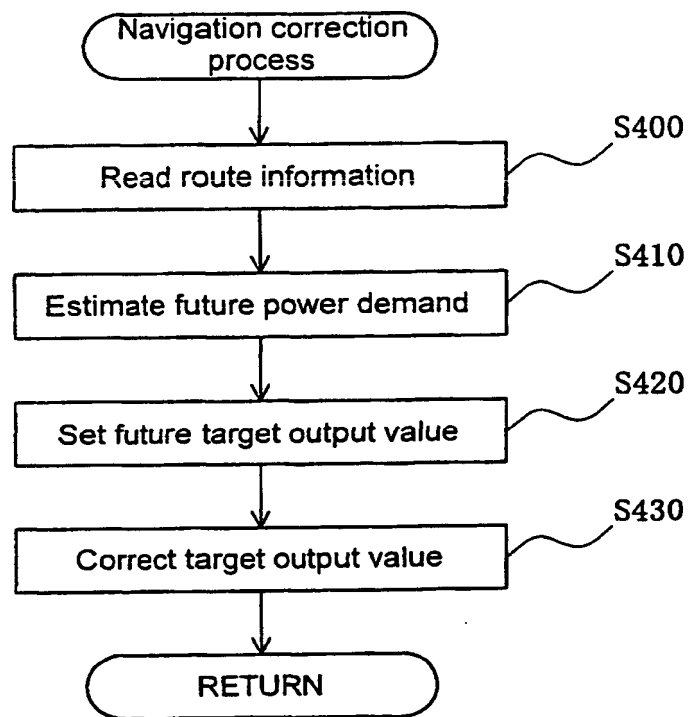 Navigation correction
process
S400
Read route information
S410
Estimate future power demand
S420
Set future target output value
S430
Correct target output value
RETURN